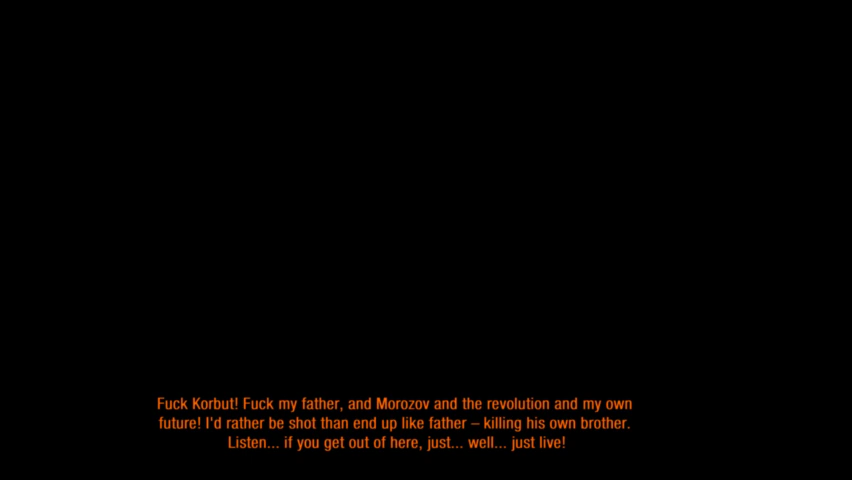 Fuck Korbut! Fuck my father, and Morozov and the revolution and my own
future! I'd rather be shot than end up like father – killing his own brother.
Listen... if you get out of here, just... well... just live!